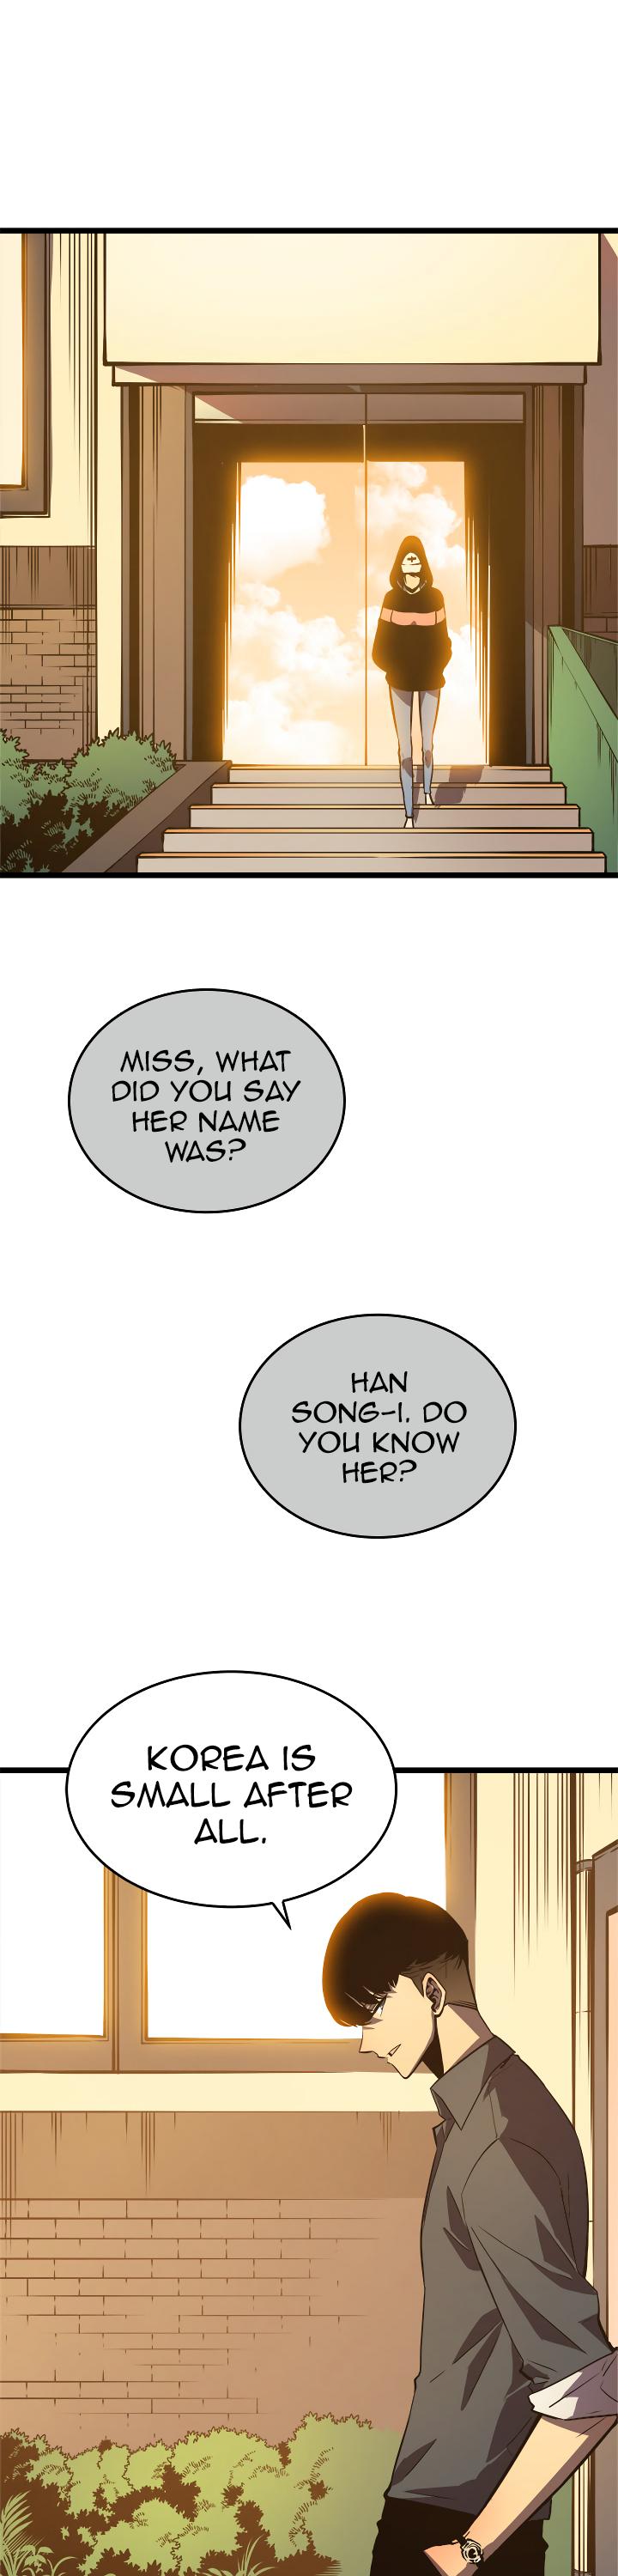 MISS, WHAT
DID YOU SAY
HER NAME
WAS?
HAN
SONG-I. DO
YOU KNOW
HER?
KOREA IS
SMALL AFTER
ALL.